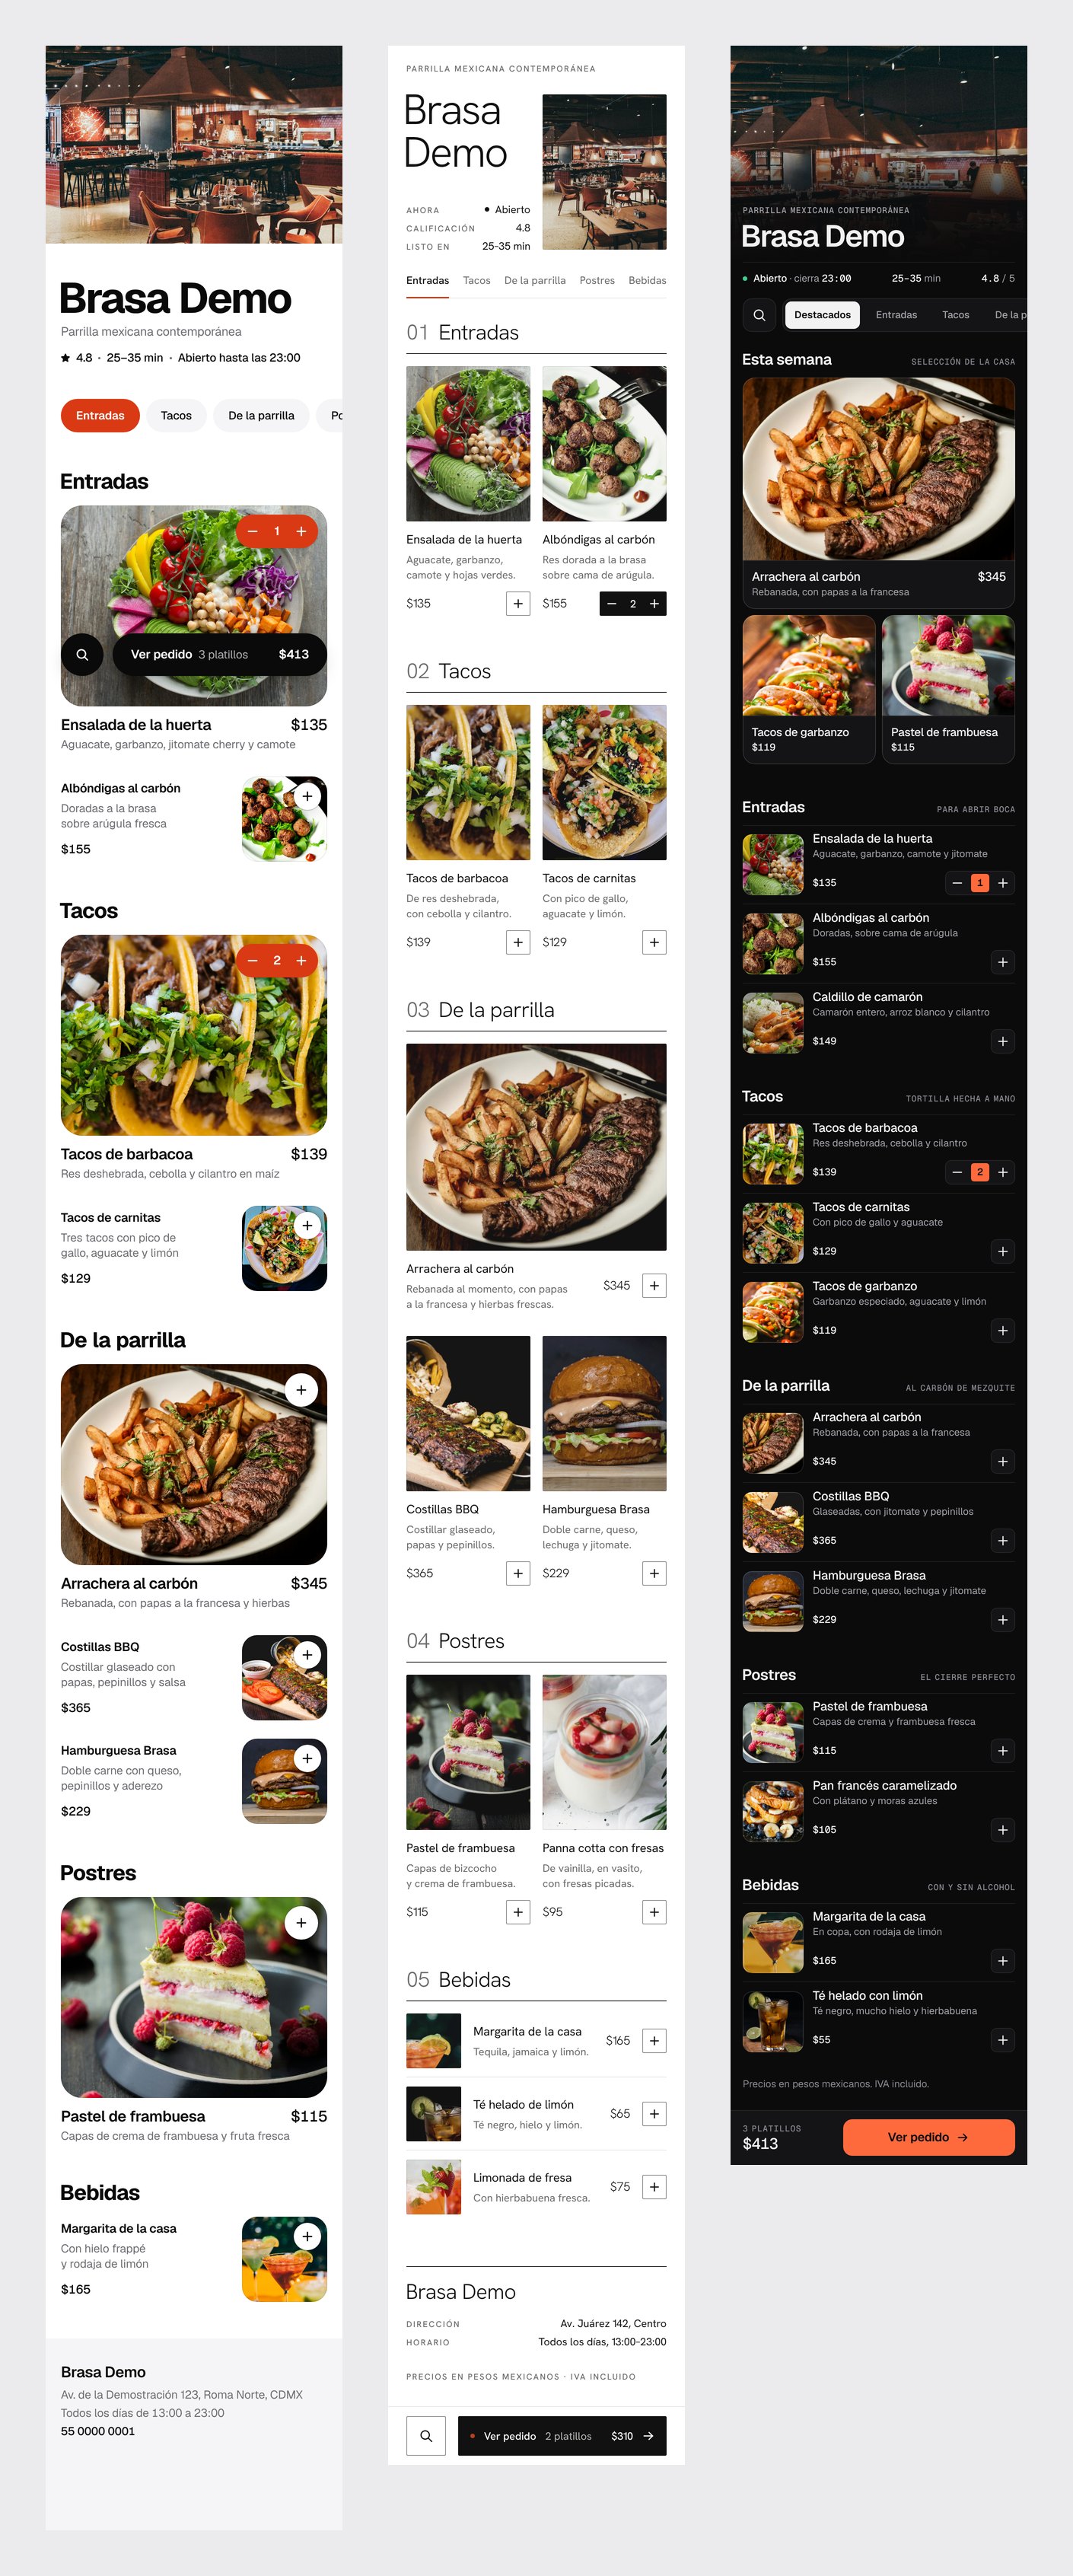 Brasa Demo
Parrilla mexicana contemporánea
★ 4.8 • 25–35 min • Abierto hasta las 23:00
Entradas
Tacos
De la parrilla
Po
Entradas
− 1 +
Ver pedido 3 platillos $413
Ensalada de la huerta $135
Aguacate, garbanzo, jitomate cherry y camote
Albóndigas al carbón
Doradas a la brasa
sobre arúgula fresca
$155
Tacos
− 2 +
Tacos de barbacoa $139
Res deshebrada, cebolla y cilantro en maíz
Tacos de carnitas
Tres tacos con pico de
gallo, aguacate y limón
$129
De la parrilla
Arrachera al carbón $345
Rebanada, con papas a la francesa y hierbas
Costillas BBQ
Costillar glaseado con
papas, pepinillos y salsa
$365
Hamburguesa Brasa
Doble carne con queso,
pepinillos y aderezo
$229
Postres
Pastel de frambuesa $115
Capas de crema de frambuesa y fruta fresca
Bebidas
Margarita de la casa
Con hielo frappé
y rodaja de limón
$165
Brasa Demo
Av. de la Demostración 123, Roma Norte, CDMX
Todos los días de 13:00 a 23:00
55 0000 0001
PARRILLA MEXICANA CONTEMPORÁNEA
Brasa
Demo
AHORA • Abierto
CALIFICACIÓN 4.8
LISTO EN 25-35 min
Entradas Tacos De la parrilla Postres Bebidas
01 Entradas
Ensalada de la huerta
Aguacate, garbanzo,
camote y hojas verdes.
$135 +
Albóndigas al carbón
Res dorada a la brasa
sobre cama de arúgula.
$155 − 2 +
02 Tacos
Tacos de barbacoa
De res deshebrada,
con cebolla y cilantro.
$139 +
Tacos de carnitas
Con pico de gallo,
aguacate y limón.
$129 +
03 De la parrilla
Arrachera al carbón
Rebanada al momento, con papas
a la francesa y hierbas frescas.
$345 +
Costillas BBQ
Costillar glaseado,
papas y pepinillos.
$365 +
Hamburguesa Brasa
Doble carne, queso,
lechuga y jitomate.
$229 +
04 Postres
Pastel de frambuesa
Capas de bizcocho
y crema de frambuesa.
$115 +
Panna cotta con fresas
De vainilla, en vasito,
con fresas picadas.
$95 +
05 Bebidas
Margarita de la casa
Tequila, jamaica y limón.
$165 +
Té helado de limón
Té negro, hielo y limón.
$65 +
Limonada de fresa
Con hierbabuena fresca.
$75 +
Brasa Demo
DIRECCIÓN Av. Juárez 142, Centro
HORARIO Todos los días, 13:00-23:00
PRECIOS EN PESOS MEXICANOS · IVA INCLUIDO
• Ver pedido 2 platillos $310 →
PARRILLA MEXICANA CONTEMPORÁNEA
Brasa Demo
• Abierto · cierra 23:00 25-35 min 4.8 / 5
Destacados Entradas Tacos De la p
Esta semana SELECCIÓN DE LA CASA
Arrachera al carbón $345
Rebanada, con papas a la francesa
Tacos de garbanzo
$119
Pastel de frambuesa
$115
Entradas PARA ABRIR BOCA
Ensalada de la huerta
Aguacate, garbanzo, camote y jitomate
$135 − 1 +
Albóndigas al carbón
Doradas, sobre cama de arúgula
$155 +
Caldillo de camarón
Camarón entero, arroz blanco y cilantro
$149 +
Tacos TORTILLA HECHA A MANO
Tacos de barbacoa
Res deshebrada, cebolla y cilantro
$139 − 2 +
Tacos de carnitas
Con pico de gallo y aguacate
$129 +
Tacos de garbanzo
Garbanzo especiado, aguacate y limón
$119 +
De la parrilla AL CARBÓN DE MEZQUITE
Arrachera al carbón
Rebanada, con papas a la francesa
$345 +
Costillas BBQ
Glaseadas, con jitomate y pepinillos
$365 +
Hamburguesa Brasa
Doble carne, queso, lechuga y jitomate
$229 +
Postres EL CIERRE PERFECTO
Pastel de frambuesa
Capas de crema y frambuesa fresca
$115 +
Pan francés caramelizado
Con plátano y moras azules
$105 +
Bebidas CON Y SIN ALCOHOL
Margarita de la casa
En copa, con rodaja de limón
$165 +
Té helado con limón
Té negro, mucho hielo y hierbabuena
$55 +
Precios en pesos mexicanos. IVA incluido.
3 PLATILLOS
$413
Ver pedido →